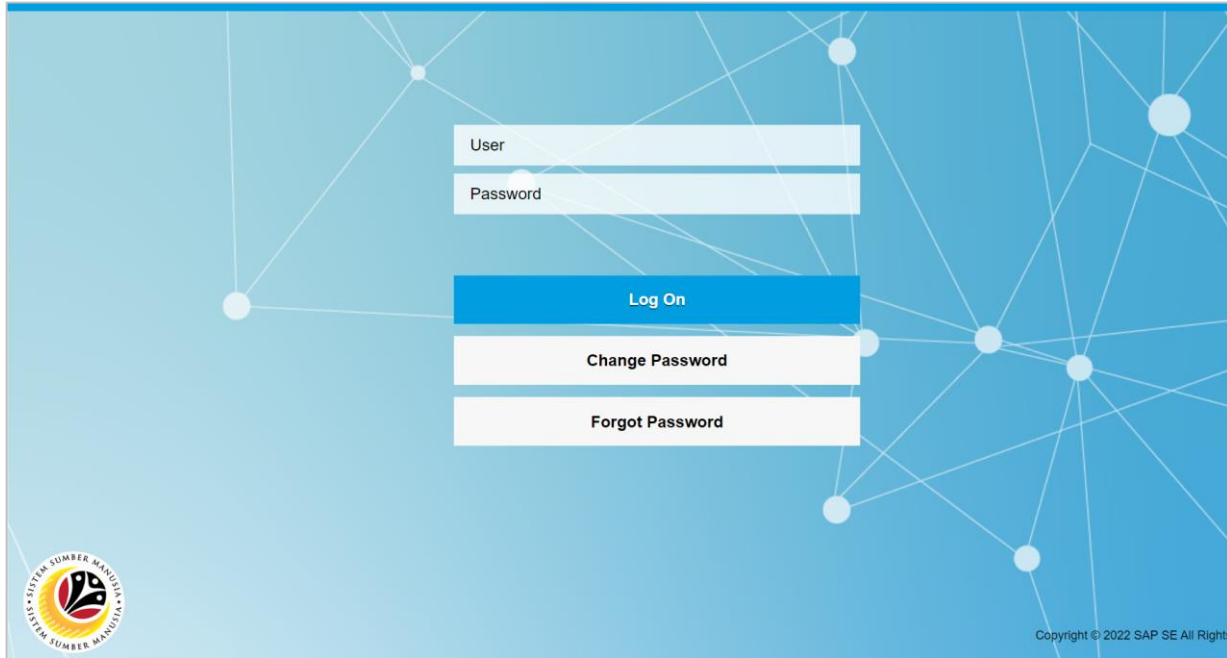 User
Password
Log On
Change Password
Forgot Password
SISTEM SUMBER MANUSIA • SISTEM SUMBER MANUSIA •
Copyright © 2022 SAP SE All Rights